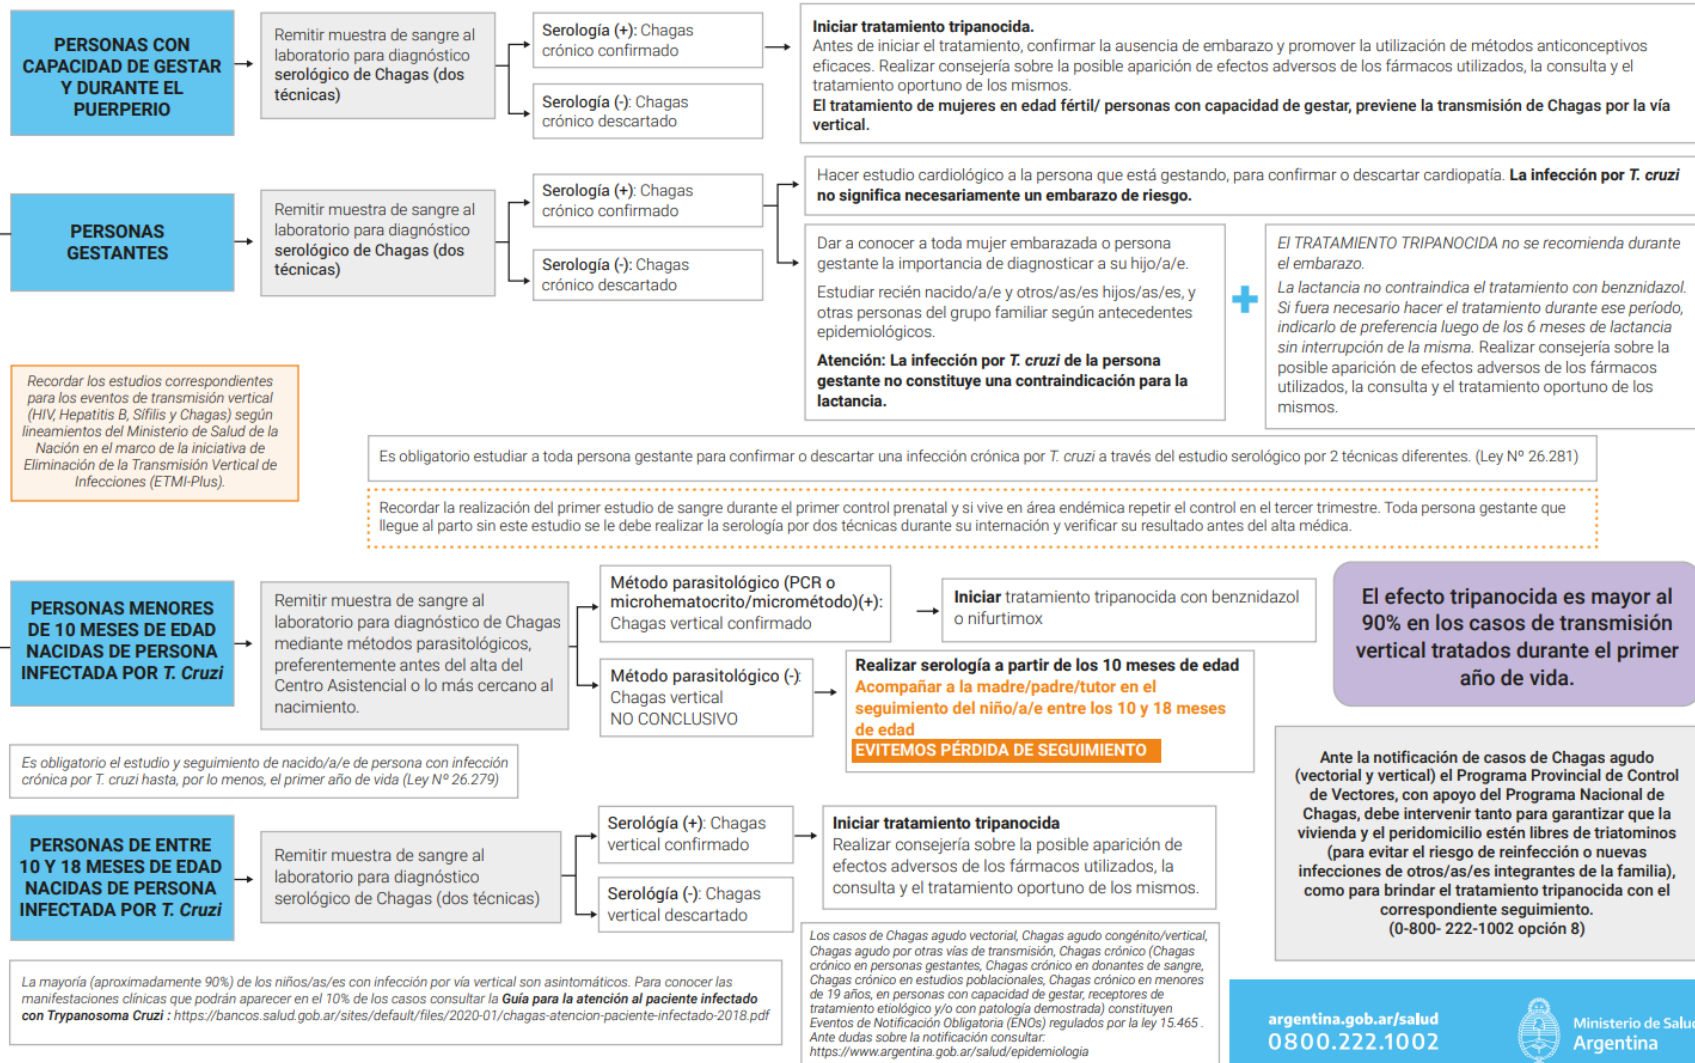 PERSONAS CON
CAPACIDAD DE GESTAR
Y DURANTE EL
PUERPERIO
Remitir muestra de sangre al
laboratorio para diagnóstico
serológico de Chagas (dos
técnicas)
Serología (+): Chagas
crónico confirmado
Serología (-): Chagas
crónico descartado
Iniciar tratamiento tripanocida.
Antes de iniciar el tratamiento, confirmar la ausencia de embarazo y promover la utilización de métodos anticonceptivos
eficaces. Realizar consejería sobre la posible aparición de efectos adversos de los fármacos utilizados, la consulta y el
tratamiento oportuno de los mismos.
El tratamiento de mujeres en edad fértil/ personas con capacidad de gestar, previene la transmisión de Chagas por la vía
vertical.
PERSONAS
GESTANTES
Remitir muestra de sangre al
laboratorio para diagnóstico
serológico de Chagas (dos
técnicas)
Serología (+): Chagas
crónico confirmado
Serología (-): Chagas
crónico descartado
Hacer estudio cardiológico a la persona que está gestando, para confirmar o descartar cardiopatía. La infección por T. cruzi
no significa necesariamente un embarazo de riesgo.
Dar a conocer a toda mujer embarazada o persona
gestante la importancia de diagnosticar a su hijo/a/e.
Estudiar recién nacido/a/e y otros/as/es hijos/as/es, y
otras personas del grupo familiar según antecedentes
epidemiológicos.
Atención: La infección por T. cruzi de la persona
gestante no constituye una contraindicación para la
lactancia.
+
El TRATAMIENTO TRIPANOCIDA no se recomienda durante
el embarazo.
La lactancia no contraindica el tratamiento con benznidazol.
Si fuera necesario hacer el tratamiento durante ese período,
indicarlo de preferencia luego de los 6 meses de lactancia
sin interrupción de la misma. Realizar consejería sobre la
posible aparición de efectos adversos de los fármacos
utilizados, la consulta y el tratamiento oportuno de los
mismos.
Recordar los estudios correspondientes
para los eventos de transmisión vertical
(HIV, Hepatitis B, Sífilis y Chagas) según
lineamientos del Ministerio de Salud de la
Nación en el marco de la iniciativa de
Eliminación de la Transmisión Vertical de
Infecciones (ETMI-Plus).
Es obligatorio estudiar a toda persona gestante para confirmar o descartar una infección crónica por T. cruzi a través del estudio serológico por 2 técnicas diferentes. (Ley Nº 26.281)
Recordar la realización del primer estudio de sangre durante el primer control prenatal y si vive en área endémica repetir el control en el tercer trimestre. Toda persona gestante que
llegue al parto sin este estudio se le debe realizar la serología por dos técnicas durante su internación y verificar su resultado antes del alta médica.
PERSONAS MENORES
DE 10 MESES DE EDAD
NACIDAS DE PERSONA
INFECTADA POR T. Cruzi
Remitir muestra de sangre al
laboratorio para diagnóstico de Chagas
mediante métodos parasitológicos,
preferentemente antes del alta del
Centro Asistencial o lo más cercano al
nacimiento.
Método parasitológico (PCR o
microhematocrito/micrométodo)(+):
Chagas vertical confirmado
Método parasitológico (-):
Chagas vertical
NO CONCLUSIVO
Iniciar tratamiento tripanocida con benznidazol
o nifurtimox
Realizar serología a partir de los 10 meses de edad
Acompañar a la madre/padre/tutor en el
seguimiento del niño/a/e entre los 10 y 18 meses
de edad
EVITEMOS PÉRDIDA DE SEGUIMIENTO
El efecto tripanocida es mayor al
90% en los casos de transmisión
vertical tratados durante el primer
año de vida.
Es obligatorio el estudio y seguimiento de nacido/a/e de persona con infección
crónica por T. cruzi hasta, por lo menos, el primer año de vida (Ley Nº 26.279)
PERSONAS DE ENTRE
10 Y 18 MESES DE EDAD
NACIDAS DE PERSONA
INFECTADA POR T. Cruzi
Remitir muestra de sangre al
laboratorio para diagnóstico
serológico de Chagas (dos técnicas)
Serológía (+): Chagas
vertical confirmado
Serológía (-): Chagas
vertical descartado
Iniciar tratamiento tripanocida
Realizar consejería sobre la posible aparición de
efectos adversos de los fármacos utilizados, la
consulta y el tratamiento oportuno de los mismos.
Ante la notificación de casos de Chagas agudo
(vectorial y vertical) el Programa Provincial de Control
de Vectores, con apoyo del Programa Nacional de
Chagas, debe intervenir tanto para garantizar que la
vivienda y el peridomicilio estén libres de triatominos
(para evitar el riesgo de reinfección o nuevas
infecciones de otros/as/es integrantes de la familia),
como para brindar el tratamiento tripanocida con el
correspondiente seguimiento.
(0-800- 222-1002 opción 8)
La mayoría (aproximadamente 90%) de los niños/as/es con infección por vía vertical son asintomáticos. Para conocer las
manifestaciones clínicas que podrán aparecer en el 10% de los casos consultar la Guía para la atención al paciente infectado
con Trypanosoma Cruzi : https://bancos.salud.gob.ar/sites/default/files/2020-01/chagas-atencion-paciente-infectado-2018.pdf
Los casos de Chagas agudo vectorial, Chagas agudo congénito/vertical,
Chagas agudo por otras vías de transmisión, Chagas crónico (Chagas
crónico en personas gestantes, Chagas crónico en donantes de sangre,
Chagas crónico en estudios poblacionales, Chagas crónico en menores
de 19 años, en personas con capacidad de gestar, receptores de
tratamiento etiológico y/o con patología demostrada) constituyen
Eventos de Notificación Obligatoria (ENOs) regulados por la ley 15.465 .
Ante dudas sobre la notificación consultar:
https://www.argentina.gob.ar/salud/epidemiologia
argentina.gob.ar/salud
0800.222.1002
Ministerio de Salud
Argentina